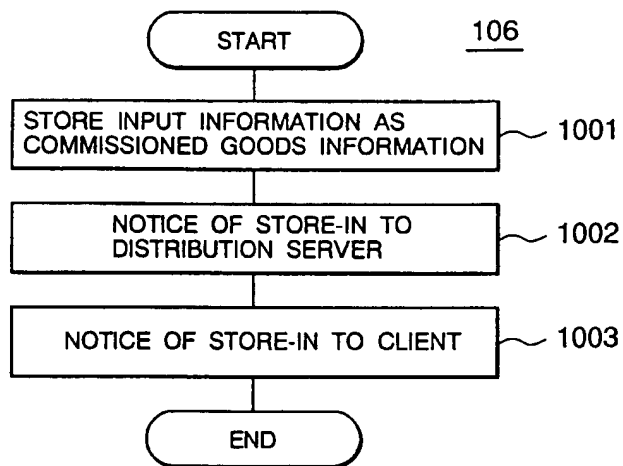 START
106
STORE INPUT INFORMATION AS
COMMISSIONED GOODS INFORMATION
1001
NOTICE OF STORE-IN TO
DISTRIBUTION SERVER
1002
NOTICE OF STORE-IN TO CLIENT
1003
END